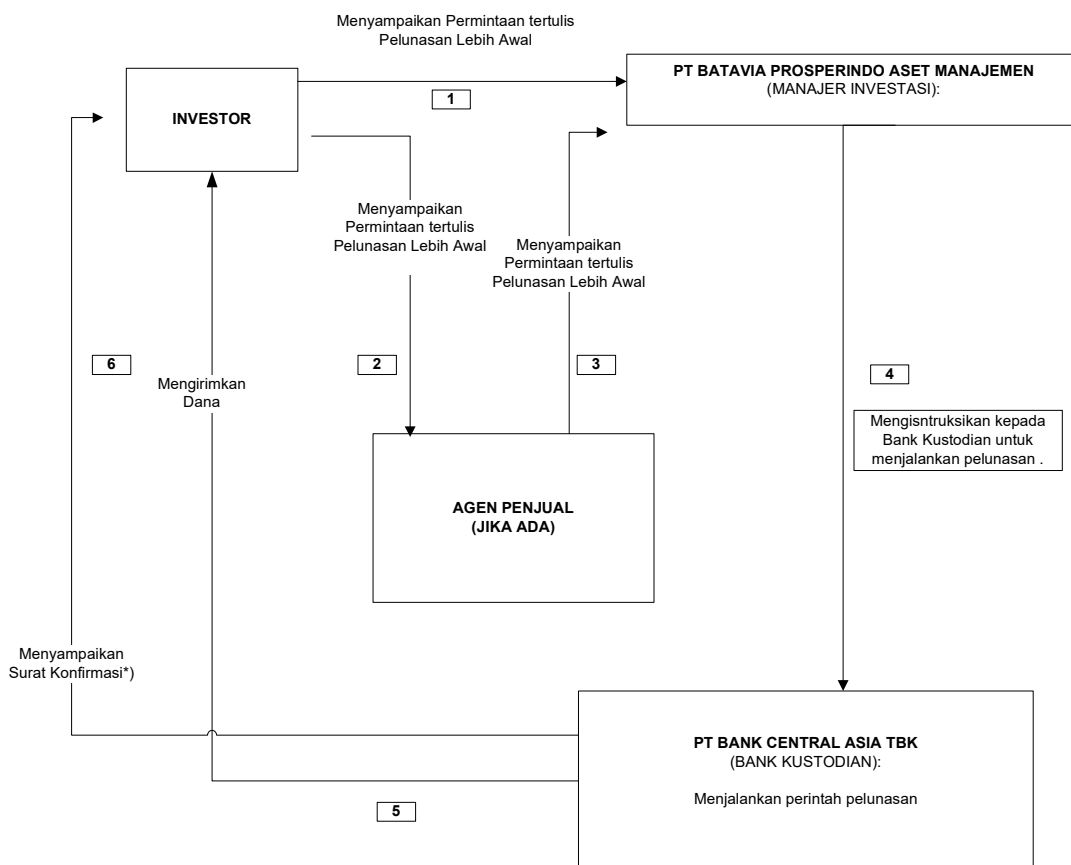 Menyampaikan Permintaan tertulis
Pelunasan Lebih Awal
PT BATAVIA PROSPERINDO ASET MANAJEMEN
(MANAJER INVESTASI):
1
INVESTOR
Menyampaikan
Permintaan tertulis
Pelunasan Lebih Awal
Menyampaikan
Permintaan tertulis
Pelunasan Lebih Awal
6
Mengirimkan
Dana
2
3
4
Mengisntruksikan kepada
Bank Kustodian untuk
menjalankan pelunasan .
AGEN PENJUAL
(JIKA ADA)
Menyampaikan
Surat Konfirmasi*)
PT BANK CENTRAL ASIA TBK
(BANK KUSTODIAN):
Menjalankan perintah pelunasan
5